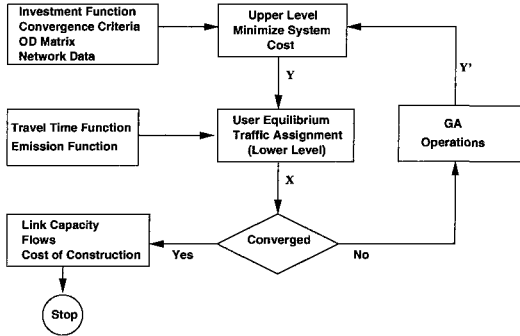 Investment Function
Convergence Criteria
OD Matrix
Network Data
Upper Level
Minimize System
Cost
Y
Y'
Travel Time Function
Emission Function
User Equilibrium
Traffic Assignment
(Lower Level)
GA
Operations
X
Link Capacity
Flows
Cost of Construction
Yes
Converged
No
Stop